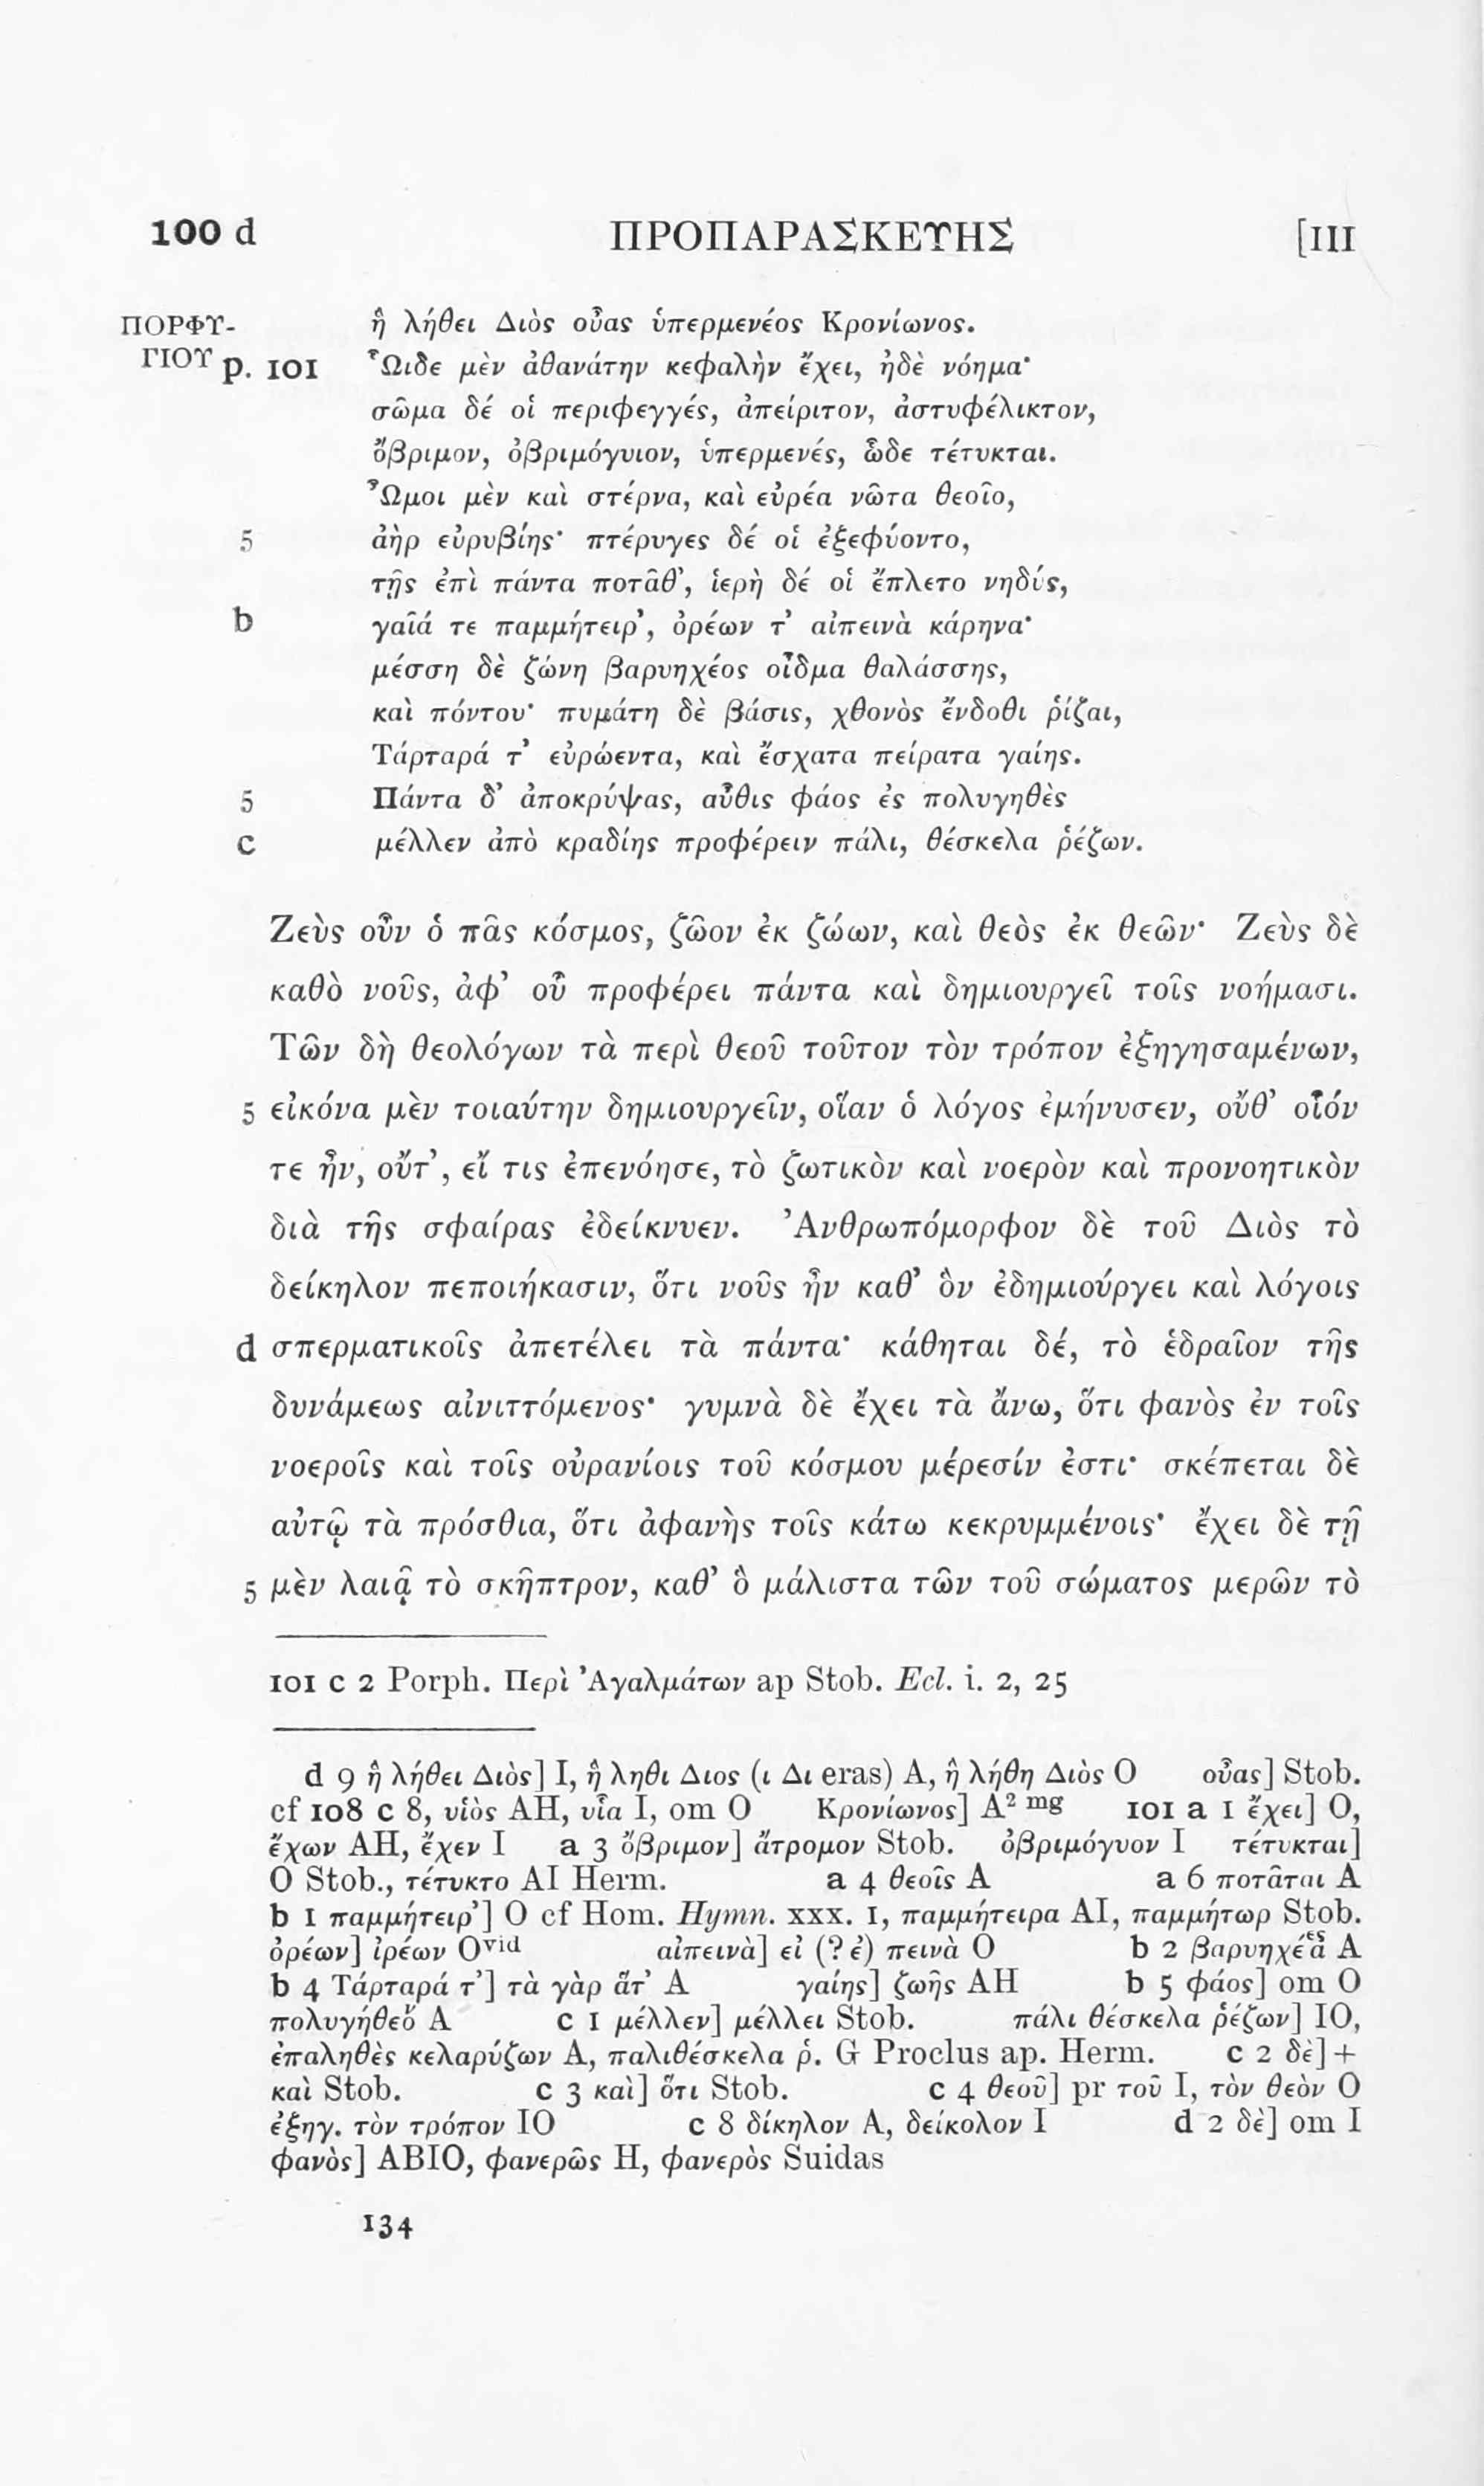 100 d ΠΡΟΠΑΡΑΣΚΕΥΗΣ [III
ΠΟΡΦΥ- ἣ λήθει Διὸς οὖας ὑπερμενέος Κρονίωνος.
ΓΙΟΥ p. 101 Ὧιδε μὲν ἀθανάτην κεφαλὴν ἔχει, ἠδὲ νόημα·
σῶμα δέ οἱ περιφεγγές, ἀπείριτον, ἀστυφέλικτον,
ὄβριμον, ὀβριμόγυιον, ὑπερμενές, ὧδε τέτυκται.
Ὦμοι μὲν καὶ στέρνα, καὶ εὐρέα νῶτα θεοῖο,
5 ἀὴρ εὐρυβίης· πτέρυγες δέ οἱ ἐξεφύοντο,
τῇς ἐπὶ πάντα ποτᾶθ’, ἱερὴ δέ οἱ ἔπλετο νηδύς,
b γαῖά τε παμμήτειρ’, ὀρέων τ’ αἰπεινὰ κάρηνα·
μέσση δὲ ζώνη βαρυηχέος οἶδμα θαλάσσης,
καὶ πόντου· πυμάτη δὲ βάσις, χθονὸς ἔνδοθι ῥίζαι,
Τάρταρά τ’ εὐρώεντα, καὶ ἔσχατα πείρατα γαίης.
5 Πάντα δ’ ἀποκρύψας, αὖθις φάος ἐς πολυγηθὲς
c μέλλεν ἀπὸ κραδίης προφέρειν πάλι, θέσκελα ῥέζων.
Ζεὺς οὖν ὁ πᾶς κόσμος, ζῶον ἐκ ζώων, καὶ θεὸς ἐκ θεῶν· Ζεὺς δὲ
καθὸ νοῦς, ἀφ’ οὗ προφέρει πάντα καὶ δημιουργεῖ τοῖς νοήμασι.
Τῶν δὴ θεολόγων τὰ περὶ θεοῦ τοῦτον τὸν τρόπον ἐξηγησαμένων,
5 εἰκόνα μὲν τοιαύτην δημιουργεῖν, οἵαν ὁ λόγος ἐμήνυσεν, οὔθ’ οἷόν
τε ἦν, οὔτ’, εἴ τις ἐπενόησε, τὸ ζωτικὸν καὶ νοερὸν καὶ προνοητικὸν
διὰ τῆς σφαίρας ἐδείκνυεν. Ἀνθρωπόμορφον δὲ τοῦ Διὸς τὸ
δείκηλον πεποιήκασιν, ὅτι νοῦς ἦν καθ’ ὃν ἐδημιούργει καὶ λόγοις
d σπερματικοῖς ἀπετέλει τὰ πάντα· κάθηται δέ, τὸ ἑδραῖον τῆς
δυνάμεως αἰνιττόμενος· γυμνὰ δὲ ἔχει τὰ ἄνω, ὅτι φανὸς ἐν τοῖς
νοεροῖς καὶ τοῖς οὐρανίοις τοῦ κόσμου μέρεσίν ἐστι· σκέπεται δὲ
αὐτῷ τὰ πρόσθια, ὅτι ἀφανὴς τοῖς κάτω κεκρυμμένοις· ἔχει δὲ τῇ
5 μὲν λαιᾷ τὸ σκῆπτρον, καθ’ ὃ μάλιστα τῶν τοῦ σώματος μερῶν τὸ
101 c 2 Porph. Περὶ Ἀγαλμάτων ap Stob. Ecl. i. 2, 25
d 9 ἣ λήθει Διὸς] I, ἣ ληθι Διος (ι Δι eras) A, ἢ λήθη Διὸς O οὖας] Stob.
cf 108 c 8, υἱὸς AH, υἷα I, om O Κρονίωνος] A² mg 101 a 1 ἔχει] O,
ἔχων AH, ἔχεν I a 3 ὄβριμον] ἄτρομον Stob. ὀβριμόγυον I τέτυκται]
O Stob., τέτυκτο AI Herm. a 4 θεοῖς A a 6 ποτᾶται A
b 1 παμμήτειρ’] O cf Hom. Hymn. xxx. 1, παμμήτειρα AI, παμμήτωρ Stob.
ὀρέων] ἰρέων Oᵛⁱᵈ αἰπεινὰ] εἰ (? ἐ) πεινὰ O b 2 βαρυηχέᾶ̀ες A
b 4 Τάρταρά τ’] τὰ γὰρ ἅτ’ A γαίης] ζωῆς AH b 5 φάος] om O
πολυγήθεὅ A c 1 μέλλεν] μέλλει Stob. πάλι θέσκελα ῥέζων] IO,
ἐπαληθὲς κελαρύζων A, παλιθέσκελα ῥ. G Proclus ap. Herm. c 2 δὲ] +
καὶ Stob. c 3 καὶ] ὅτι Stob. c 4 θεοῦ] pr τοῦ I, τὸν θεὸν O
ἐξηγ. τὸν τρόπον IO c 8 δίκηλον A, δείκολον I d 2 δὲ] om I
φανὸς] ABIO, φανερῶς H, φανερὸς Suidas
134